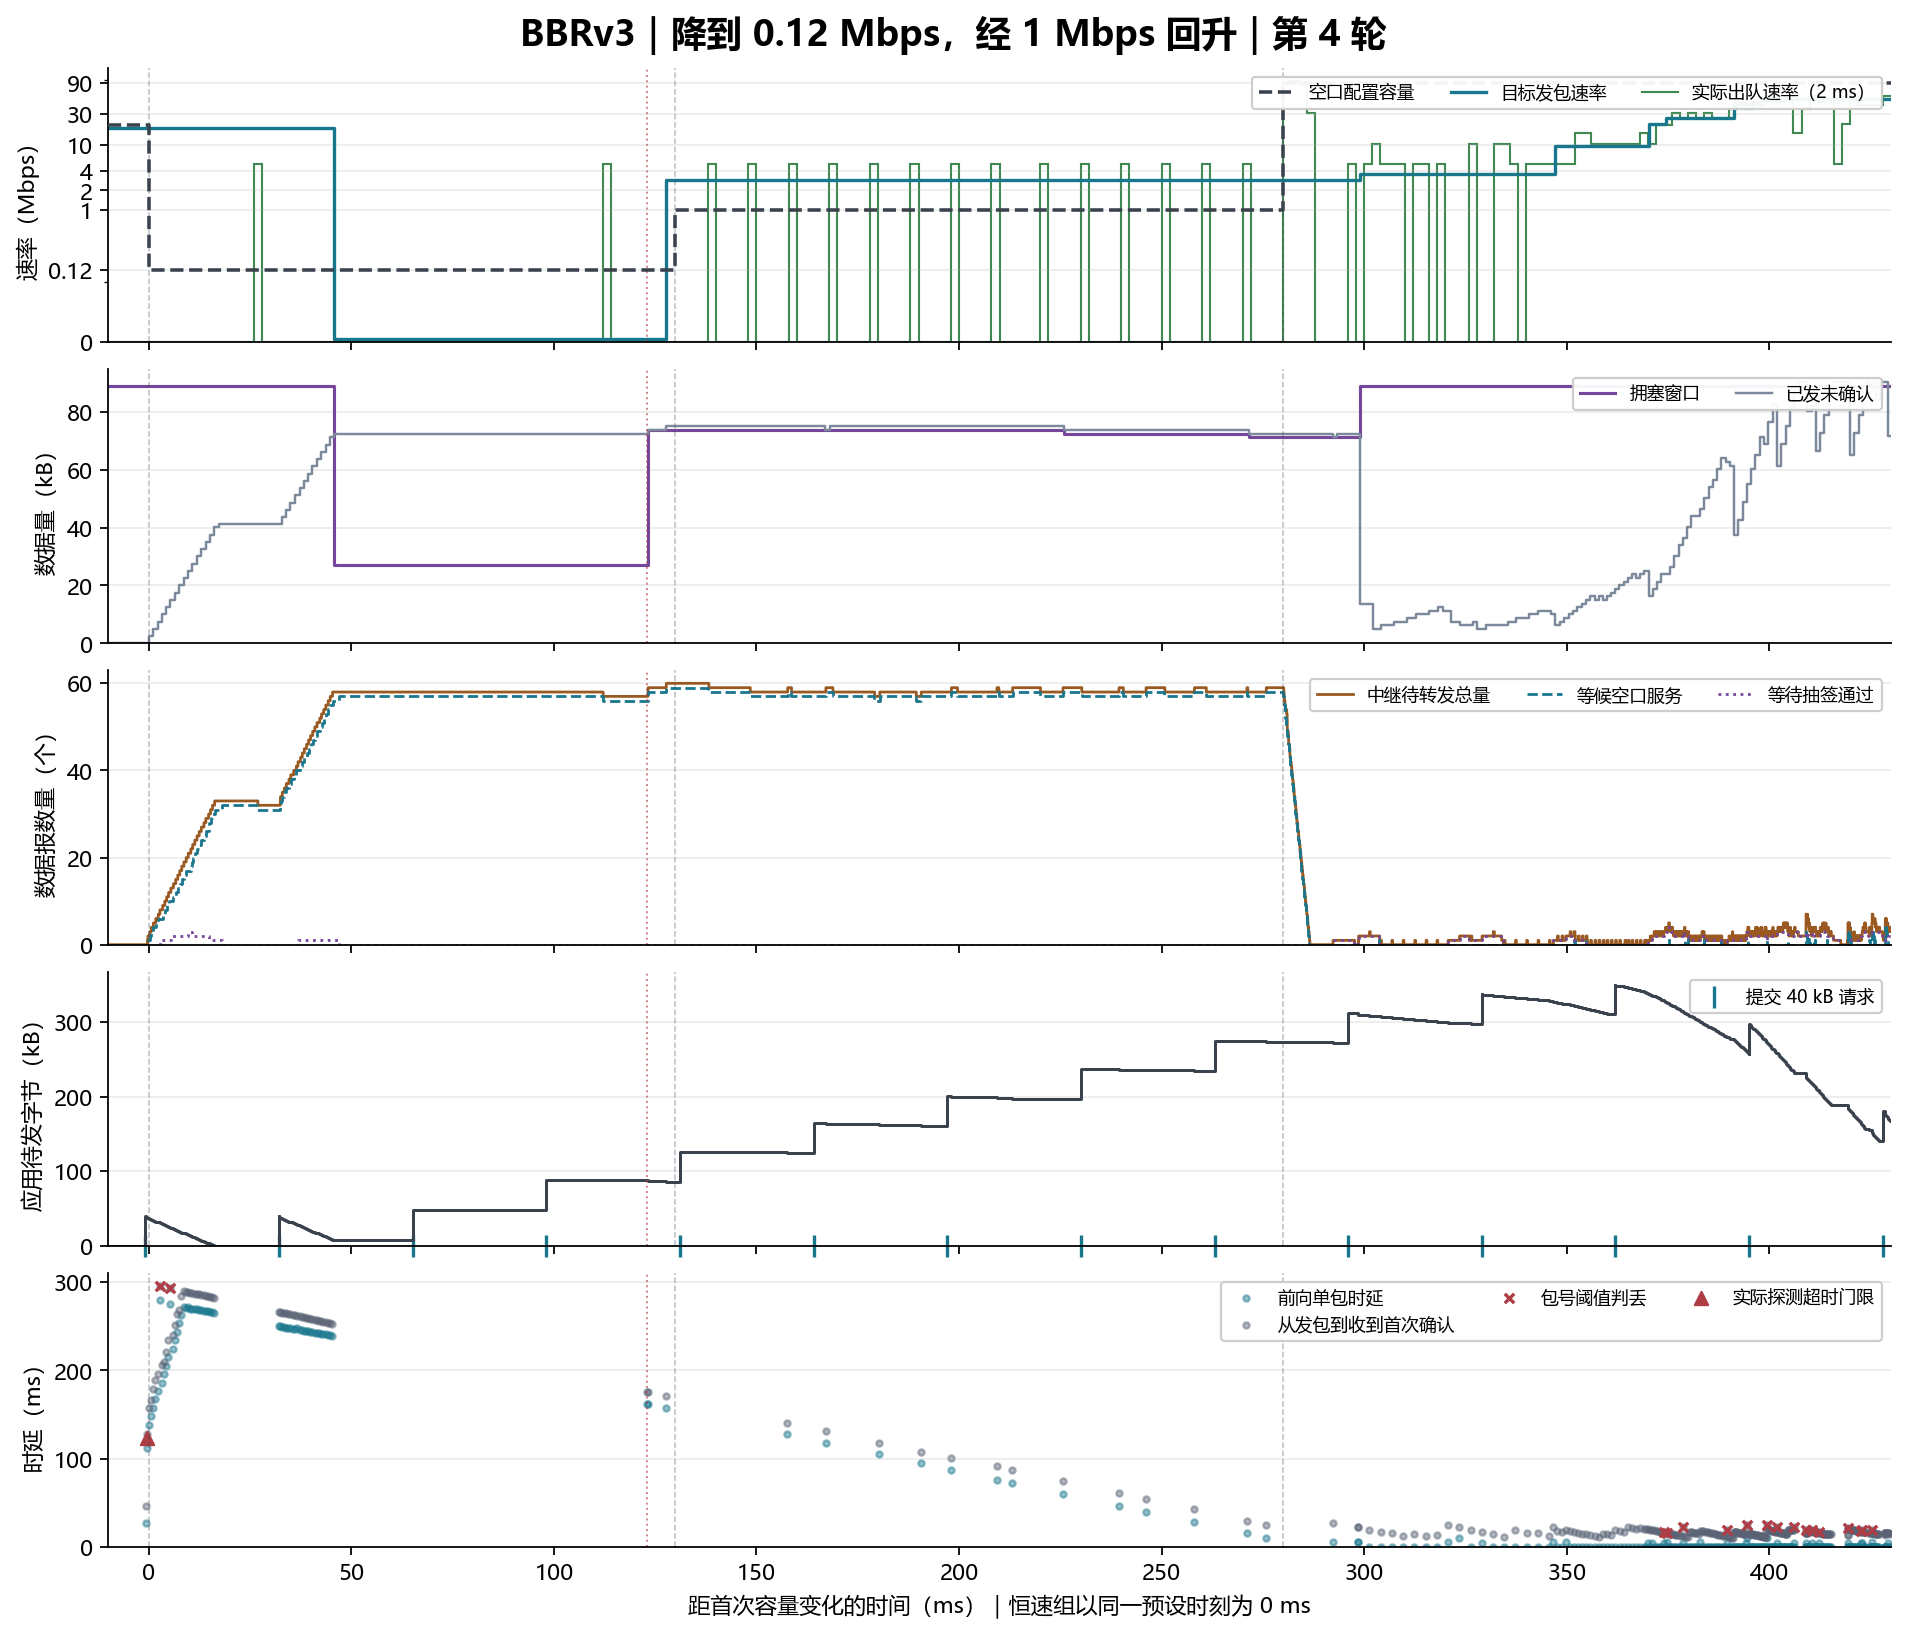 BBRv3｜降到 0.12 Mbps，经 1 Mbps 回升｜第 4 轮
速率（Mbps）
90
30
10
4
2
1
0.12
0
空口配置容量
目标发包速率
实际出队速率（2 ms）
数据量（kB）
80
60
40
20
0
拥塞窗口
已发未确认
数据报数量（个）
60
40
20
0
中继待转发总量
等候空口服务
等待抽签通过
应用待发字节（kB）
300
200
100
0
提交 40 kB 请求
时延（ms）
300
200
100
0
前向单包时延
从发包到收到首次确认
包号阈值判丢
实际探测超时门限
0 50 100 150 200 250 300 350 400
距首次容量变化的时间（ms）｜恒速组以同一预设时刻为 0 ms